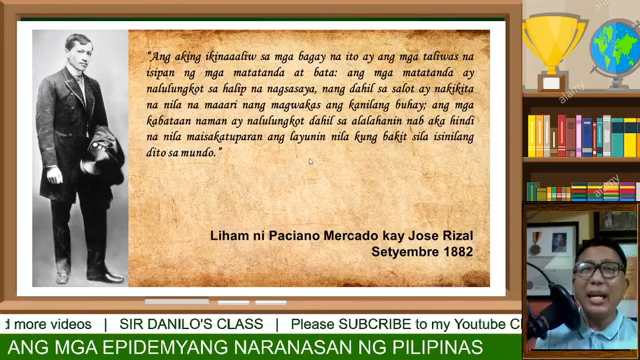 “Ang aking ikinaaaliw sa mga bagay na ito ay ang mga taliwas na
isipan ng mga matatanda at bata: ang mga matatanda ay
nalulungkot sa halip na nagsasaya, nang dahil sa salot ay nakikita
na nila na maaari nang magwakas ang kanilang buhay; ang mga
kabataan naman ay nalulungkot dahil sa alalahanin nab aka hindi
na nila maisakatuparan ang layunin nila kung bakit sila isinilang
dito sa mundo.”
Liham ni Paciano Mercado kay Jose Rizal
Setyembre 1882
alamy
alamy
alamy
more videos | SIR DANILO'S CLASS | Please SUBSCRIBE to my Youtube
ANG MGA EPIDEMYANG NARANASAN NG PILIPINAS